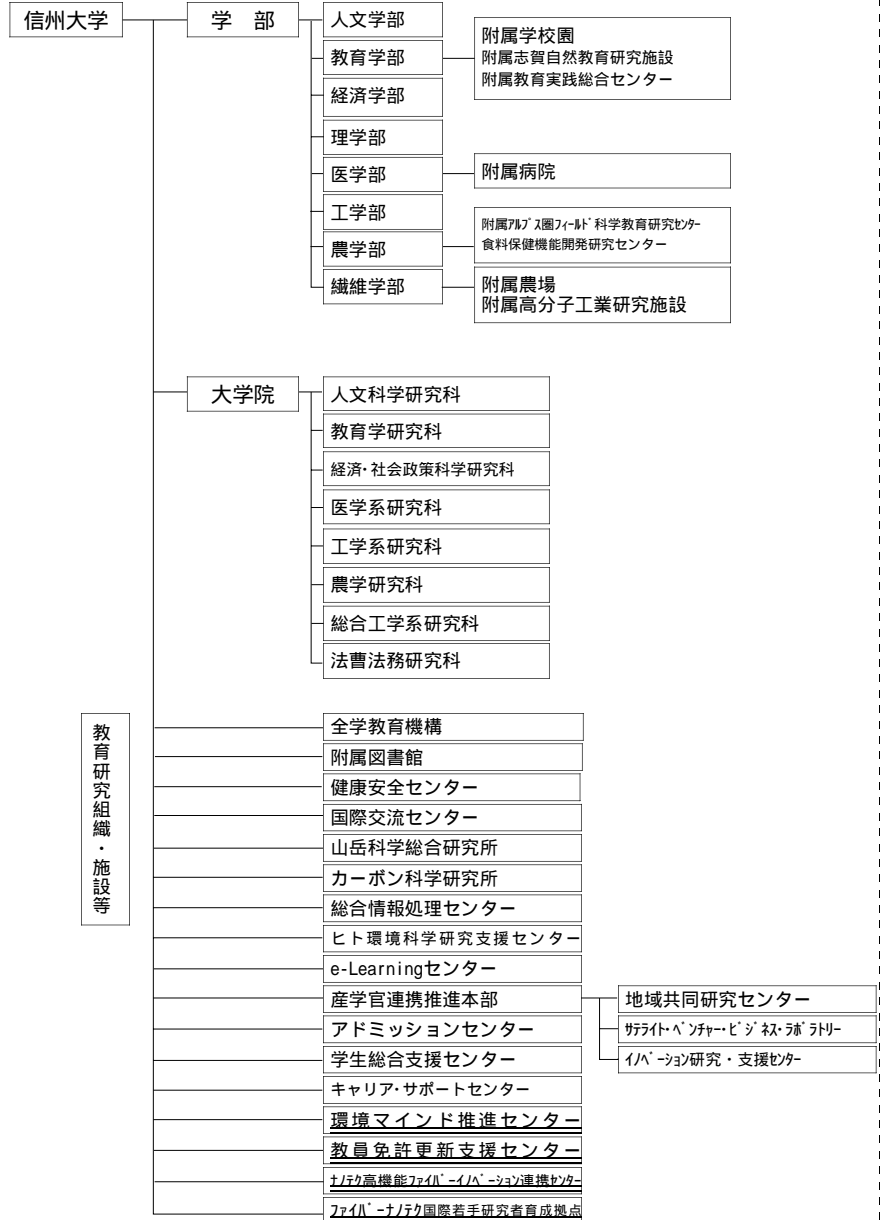 信州大学
学 部
人文学部
教育学部
附属学校園
附属志賀自然教育研究施設
附属教育実践総合センター
経済学部
理学部
医学部
附属病院
工学部
農学部
附属ｱﾙﾌﾟｽ圏ﾌｨｰﾙﾄﾞ科学教育研究ｾﾝﾀｰ
食料保健機能開発研究センター
繊維学部
附属農場
附属高分子工業研究施設
大学院
人文科学研究科
教育学研究科
経済・社会政策科学研究科
医学系研究科
工学系研究科
農学研究科
総合工学系研究科
法曹法務研究科
教育研究組織・施設等
全学教育機構
附属図書館
健康安全センター
国際交流センター
山岳科学総合研究所
カーボン科学研究所
総合情報処理センター
ヒト環境科学研究支援センター
e-Learningセンター
産学官連携推進本部
地域共同研究センター
ｻﾃﾗｲﾄ・ﾍﾞﾝﾁｬｰ・ﾋﾞｼﾞﾈｽ・ﾗﾎﾞﾗﾄﾘｰ
ｲﾉﾍﾞｰｼｮﾝ研究・支援ｾﾝﾀｰ
アドミッションセンター
学生総合支援センター
キャリア・サポートセンター
環境マインド推進センター
教員免許更新支援センター
ﾅﾉﾃｸ高機能ﾌｧｲﾊﾞｰｲﾉﾍﾞｰｼｮﾝ連携ｾﾝﾀｰ
ﾌｧｲﾊﾞｰﾅﾉﾃｸ国際若手研究者育成拠点